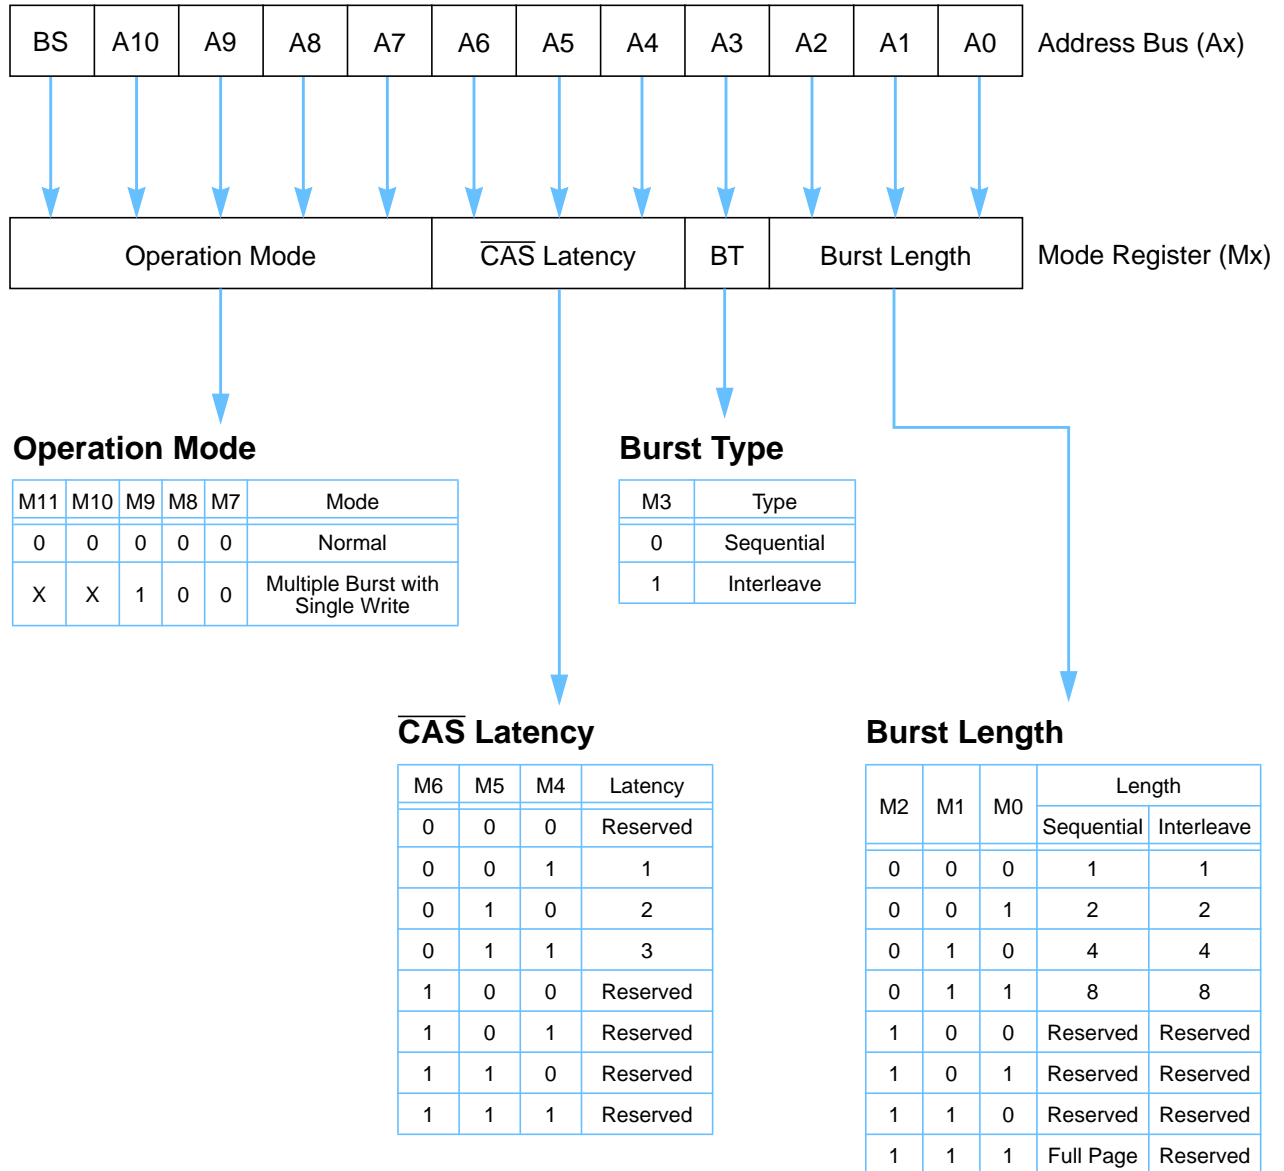 BS A10 A9 A8 A7 A6 A5 A4 A3 A2 A1 A0 Address Bus (Ax)
Operation Mode CAS Latency BT Burst Length Mode Register (Mx)
Operation Mode
M11 M10 M9 M8 M7 Mode
0 0 0 0 0 Normal
X X 1 0 0 Multiple Burst with
Single Write
Burst Type
M3 Type
0 Sequential
1 Interleave
CAS Latency
M6 M5 M4 Latency
0 0 0 Reserved
0 0 1 1
0 1 0 2
0 1 1 3
1 0 0 Reserved
1 0 1 Reserved
1 1 0 Reserved
1 1 1 Reserved
Burst Length
M2 M1 M0 Length
Sequential Interleave
0 0 0 1 1
0 0 1 2 2
0 1 0 4 4
0 1 1 8 8
1 0 0 Reserved Reserved
1 0 1 Reserved Reserved
1 1 0 Reserved Reserved
1 1 1 Full Page Reserved